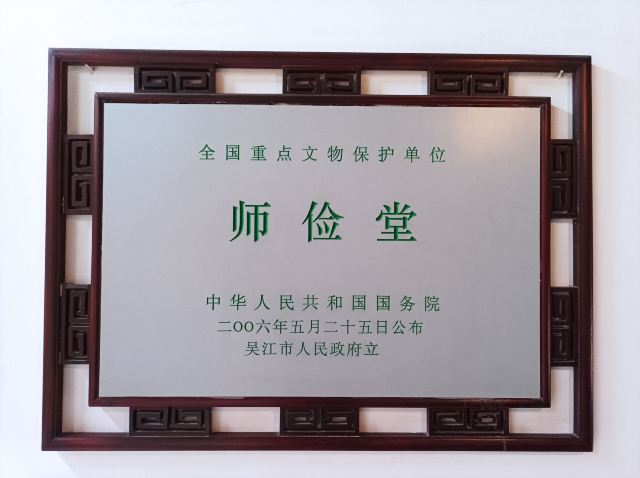 全国重点文物保护单位
师俭堂
中华人民共和国国务院
二〇〇六年五月二十五日公布
吴江市人民政府立